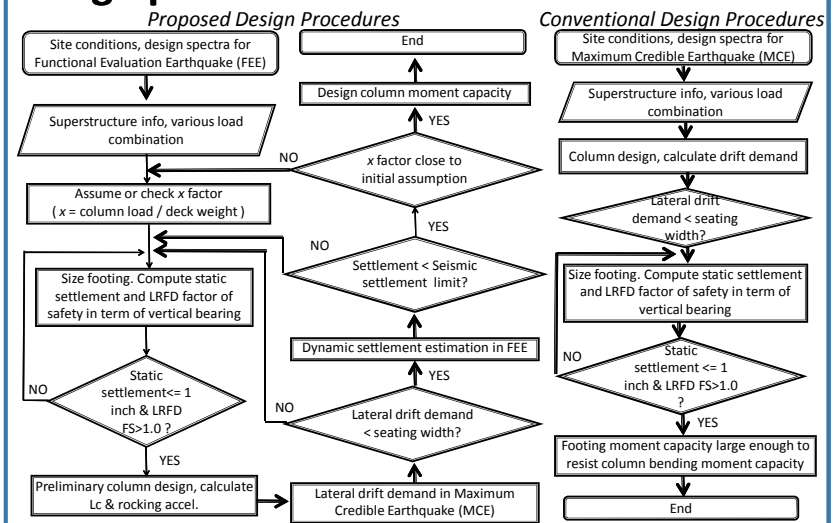 Proposed Design Procedures
Conventional Design Procedures
Site conditions, design spectra for
Functional Evaluation Earthquake (FEE)
Superstructure info, various load
combination
NO
Assume or check x factor
( x = column load / deck weight )
Size footing. Compute static
settlement and LRFD factor of
safety in term of vertical bearing
NO
Static
settlement<= 1
inch & LRFD
FS>1.0 ?
YES
Preliminary column design, calculate
Lc & rocking accel.
End
Design column moment capacity
YES
x factor close to
initial assumption
YES
NO
Settlement < Seismic
settlement limit?
Dynamic settlement estimation in FEE
YES
NO
Lateral drift demand
< seating width?
Lateral drift demand in Maximum
Credible Earthquake (MCE)
Site conditions, design spectra for
Maximum Credible Earthquake (MCE)
Superstructure info, various load
combination
Column design, calculate drift demand
Lateral drift
demand < seating
width?
Size footing. Compute static settlement
and LRFD factor of safety in term of
vertical bearing
NO
Static
settlement <= 1
inch & LRFD FS>1.0
?
YES
Footing moment capacity large enough to
resist column bending moment capacity
End